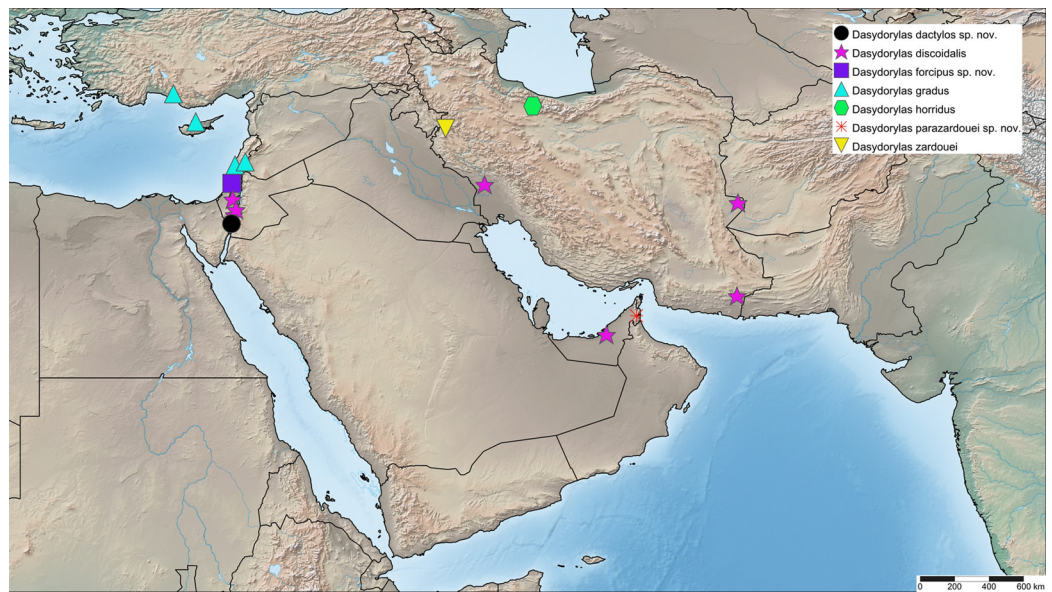 Dasydorylas dactylos sp. nov.
Dasydorylas discoidalis
Dasydorylas forcipus sp. nov.
Dasydorylas gradus
Dasydorylas horridus
Dasydorylas parazardouei sp. nov.
Dasydorylas zardouei
0 200 400 600 km